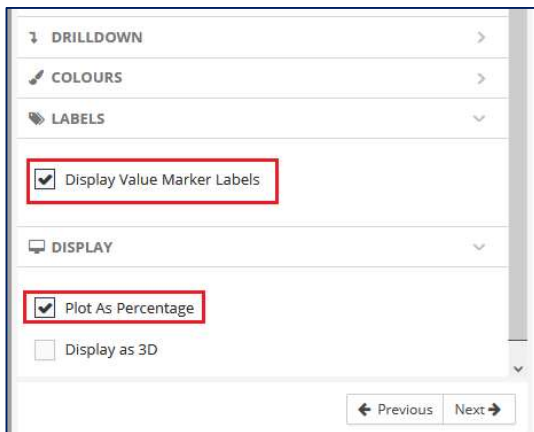 DRILLDOWN
COLOURS
LABELS
Display Value Marker Labels
DISPLAY
Plot As Percentage
Display as 3D
Previous Next